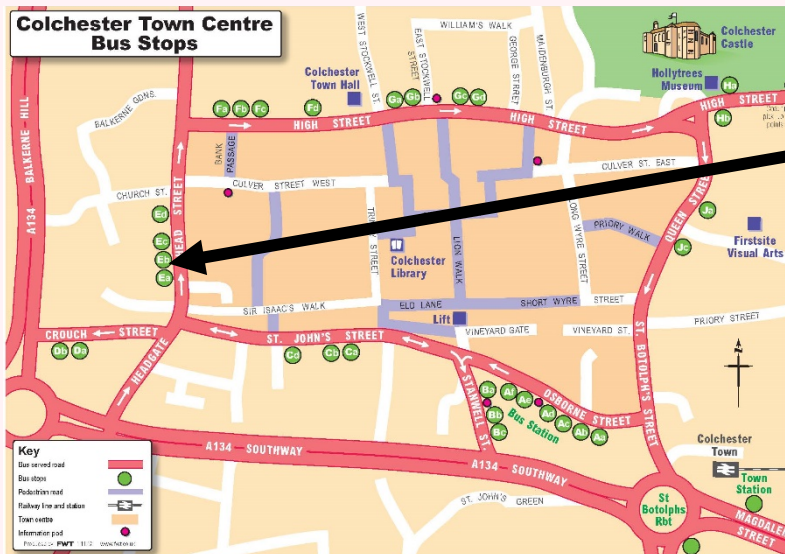 Colchester Town Centre
Bus Stops
BALKERNE HILL
A134
BALKERNE GDNS.
WEST STOCKWELL
ST.
EAST STOCKWELL
STREET
WILLIAM'S WALK
GEORGE STREET
MAIDENBURGH ST.
Colchester
Castle
Hollytrees
Museum
Colchester
Town Hall
Fa
Fb
Fc
Fd
Ga
Gb
Gc
Gd
Ha
Hb
HIGH STREET
HIGH STREET
HIGH STREET
BANK
PASSAGE
CULVER STREET WEST
CULVER ST. EAST
CHURCH ST.
HEAD STREET
Ed
Ec
Eb
Ea
STREET
Colchester
Library
LION WALK
LONG WYRE STREET
PRIORY WALK
QUEEN STREET
Ja
Jc
Firstsite
Visual Arts
SIR ISAAC'S WALK
ELD LANE
SHORT WYRE
STREET
Lift
VINEYARD GATE
VINEYARD ST.
PRIORY STREET
CROUCH
STREET
Db
Da
HEADGATE
ST. JOHN'S STREET
Cd
Cb
Ca
STANWELL ST.
Ba
Bb
Bc
Af
Ae
Ad
Ac
Ab
Aa
Bus Station
OSBORNE STREET
ST. BOTOLPH'S STREET
N
A134 SOUTHWAY
A134 SOUTHWAY
ST. JOHN'S GREEN
St
Botolphs
Rbt
Colchester
Town
Town
Station
MAGDALEN
STREET
Key
Bus served road
Bus stops
Pedestrian road
Railway line and station
Town centre
Information pod
FWT